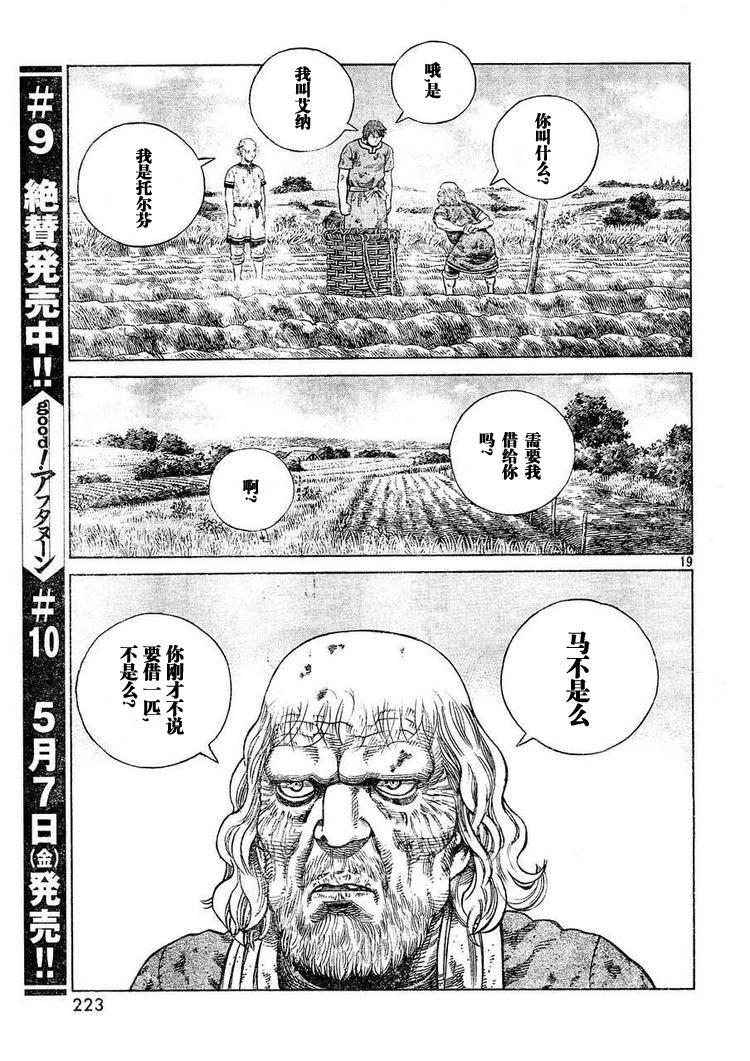 你叫什么?
哦,是
我叫艾纳
我是托尔芬
需要我
借给你
吗?
啊?
19
马不是么
你刚才不说
要借一匹,
不是么?
#9 絶賛発売中!!
good!アフタヌーン
#10 5月7日(金)発売!!
223